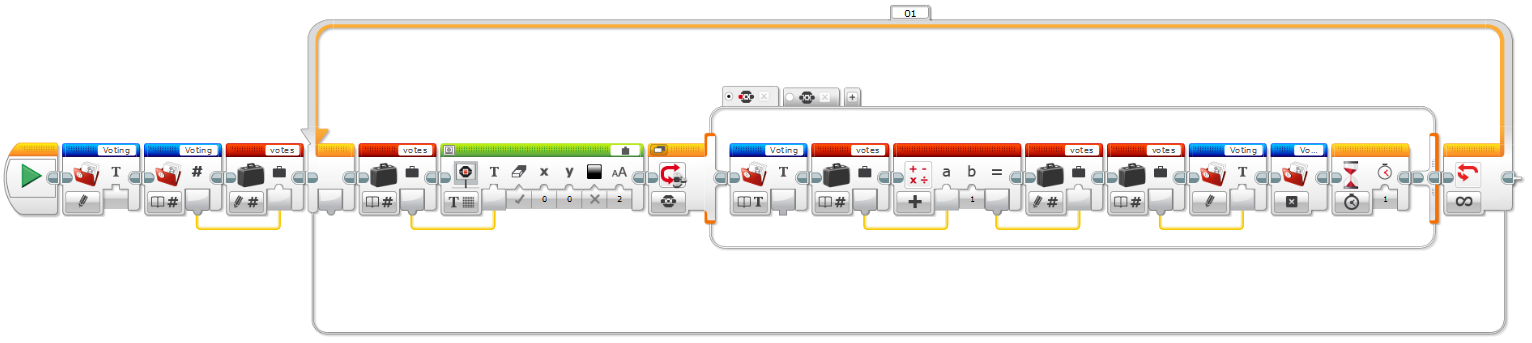 01
Voting Voting votes votes Voting votes votes votes Voting Vo...
T # T x y AA T a b = T
# # # T 0 0 2 T # 1 # # 1